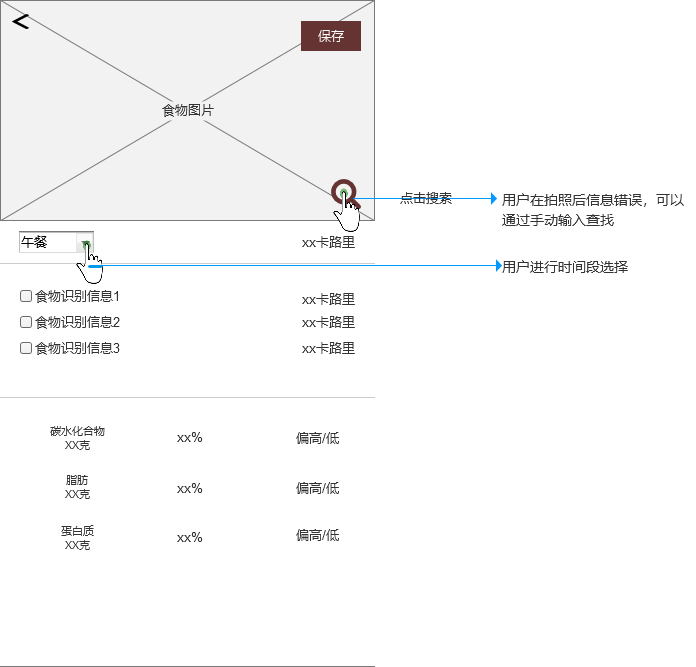 保存
食物图片
点击搜索
用户在拍照后信息错误，可以
通过手动输入查找
午餐
xx卡路里
用户进行时间段选择
食物识别信息1
xx卡路里
食物识别信息2
xx卡路里
食物识别信息3
xx卡路里
碳水化合物
XX克
xx%
偏高/低
脂肪
XX克
xx%
偏高/低
蛋白质
XX克
xx%
偏高/低